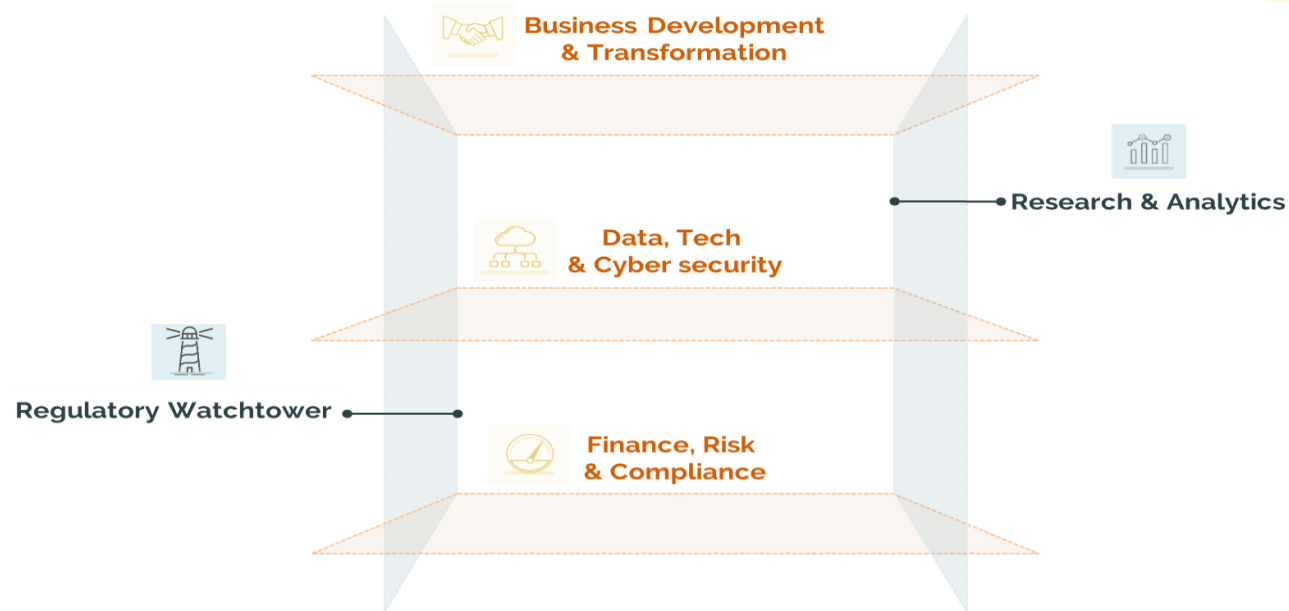 Business Development
& Transformation
Research & Analytics
Data, Tech
& Cyber security
Regulatory Watchtower
Finance, Risk
& Compliance